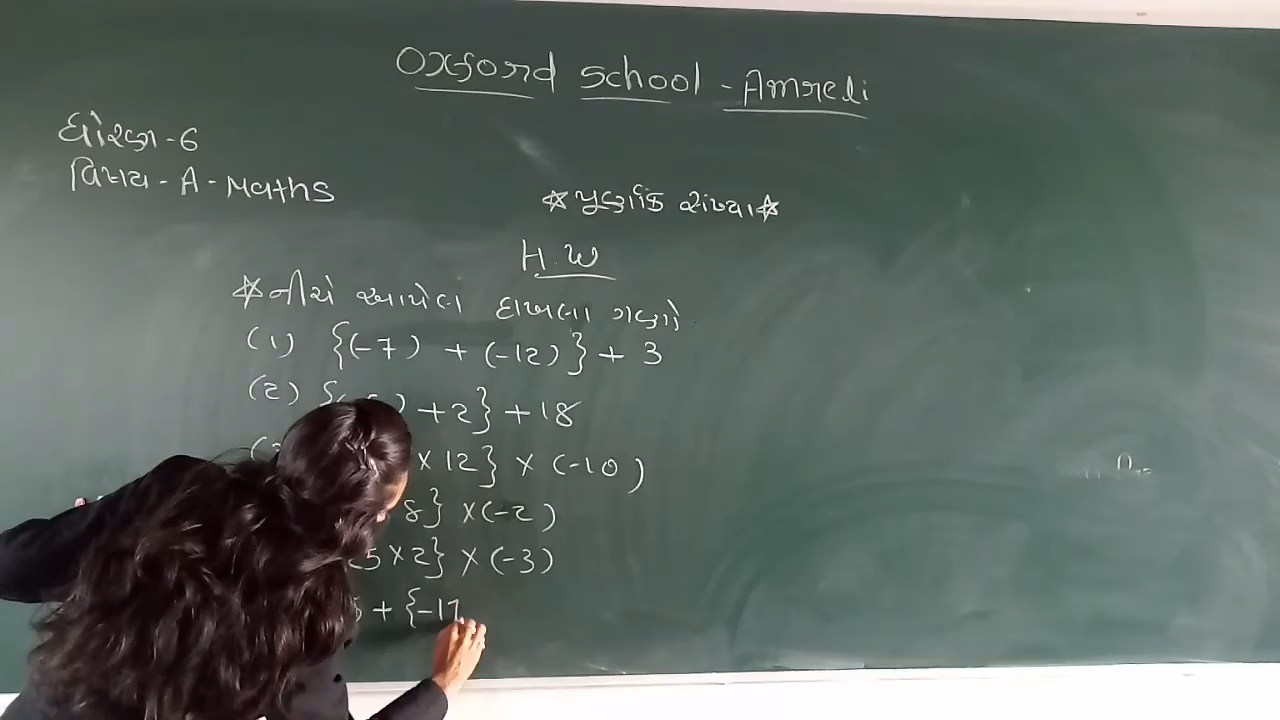 Oxford School - Amreli
ધોરણ - 6
વિષય - A - Maths
* પૂર્ણાંક સંખ્યા *
H.W
* નીચે આપેલ દાખલા ગણો.
(1) {(-7) + (-12)} + 3
(2) + 2} + 18
× 12} × (-10)
8} × (-2)
5 × 2} × (-3)
+ {-17